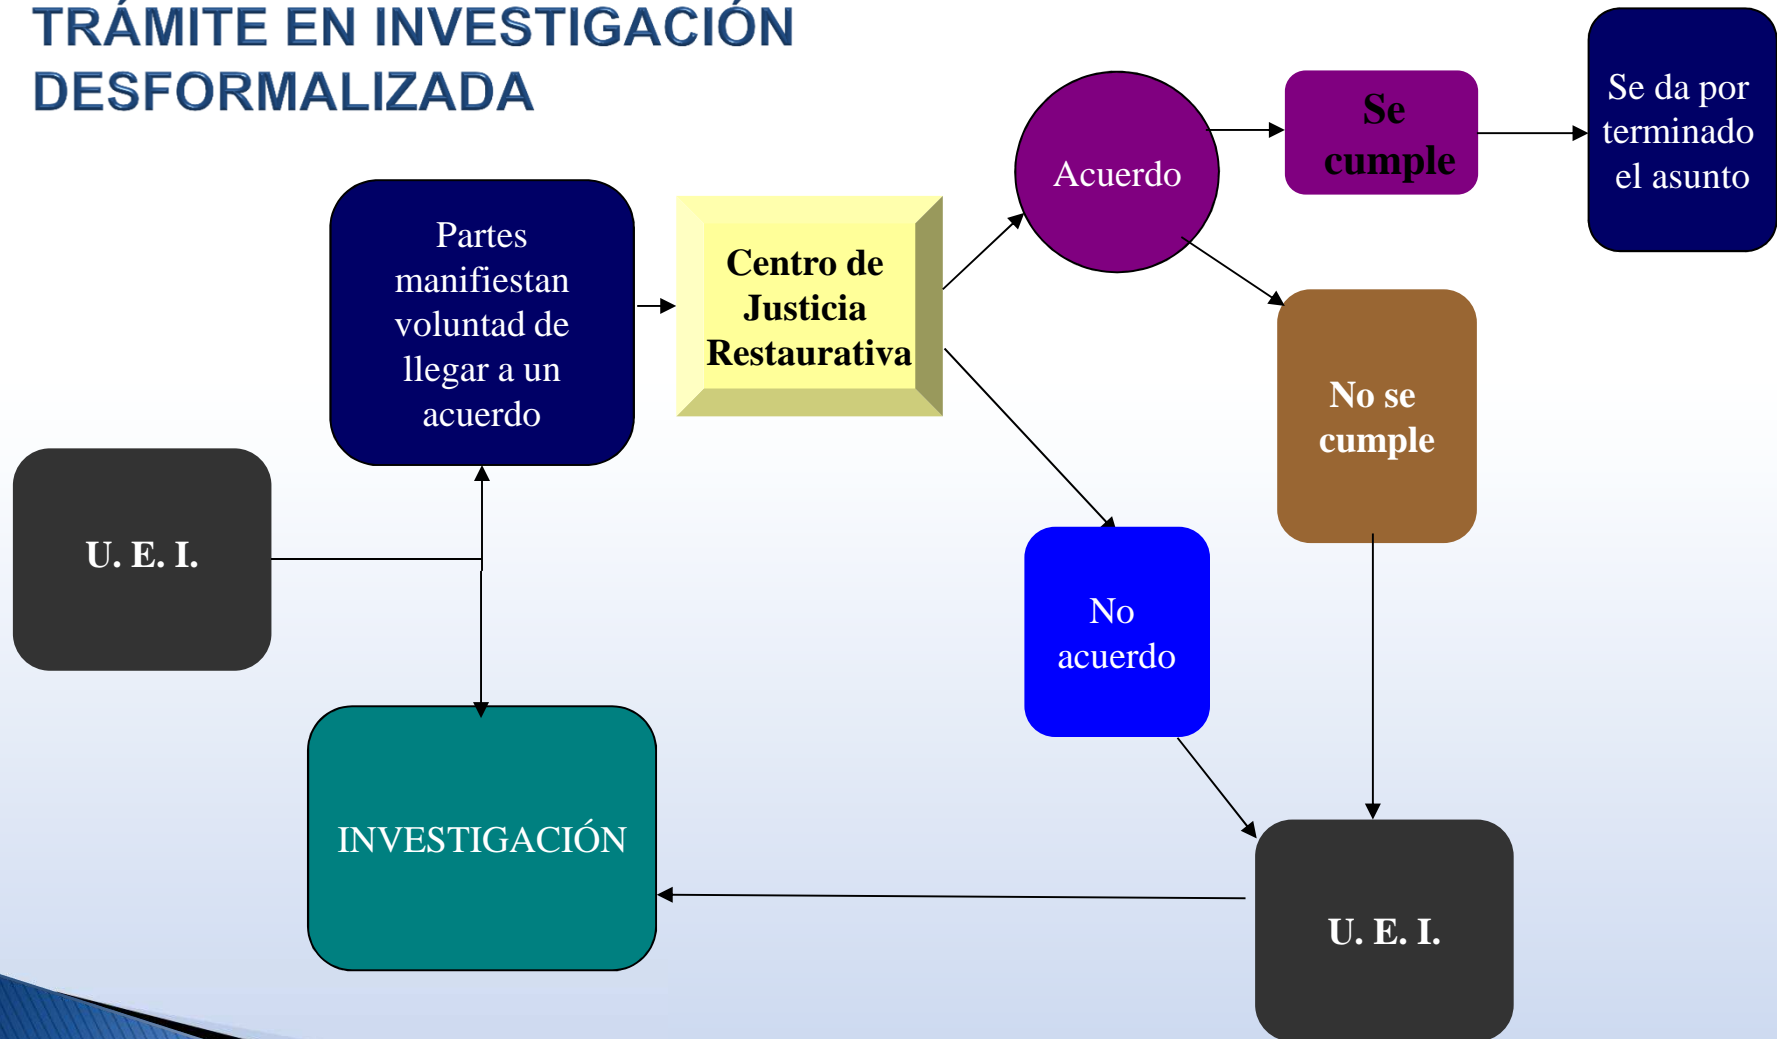 TRÁMITE EN INVESTIGACIÓN
DESFORMALIZADA
U. E. I.
Partes
manifiestan
voluntad de
llegar a un
acuerdo
Centro de
Justicia
Restaurativa
Acuerdo
Se
cumple
Se da por
terminado
el asunto
No se
cumple
No
acuerdo
INVESTIGACIÓN
U. E. I.